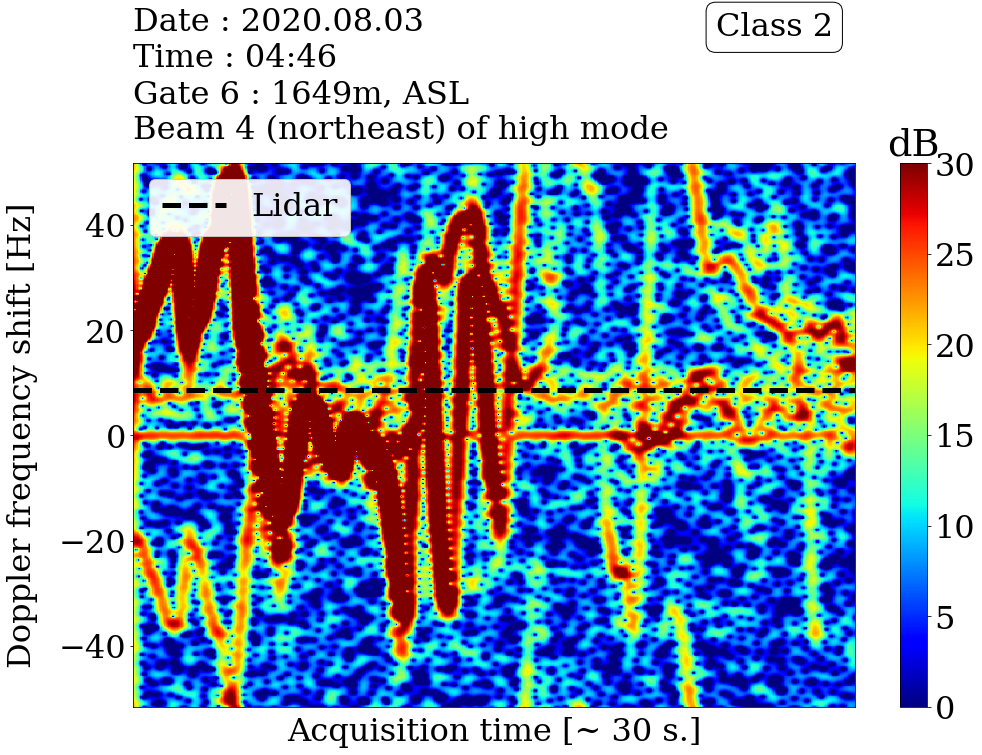 Date : 2020.08.03
Time : 04:46
Gate 6 : 1649m, ASL
Beam 4 (northeast) of high mode
Class 2
dB
Lidar
Doppler frequency shift [Hz]
40
20
0
−20
−40
Acquisition time [~ 30 s.]
30
25
20
15
10
5
0